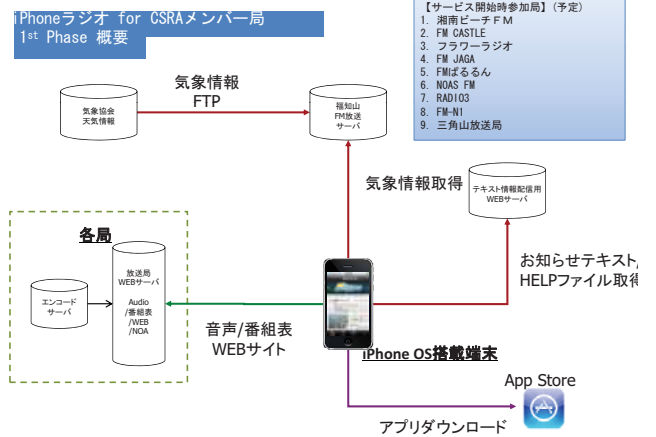 iPhoneラジオ for CSRAメンバー局
1st Phase 概要
【サービス開始時参加局】(予定)
1. 湘南ビーチＦＭ
2. FM CASTLE
3. フラワーラジオ
4. FM JAGA
5. FMぱるるん
6. NOAS FM
7. RADIO3
8. FM-N1
9. 三角山放送局
気象情報
FTP
気象協会
天気情報
福知山
FM放送
サーバ
気象情報取得
テキスト情報配信用
WEBサーバ
各局
放送局
WEBサーバ
Audio
/番組表
/WEB
/NOA
エンコード
サーバ
お知らせテキスト/
HELPファイル取得
音声/番組表
WEBサイト
iPhone OS搭載端末
App Store
アプリダウンロード